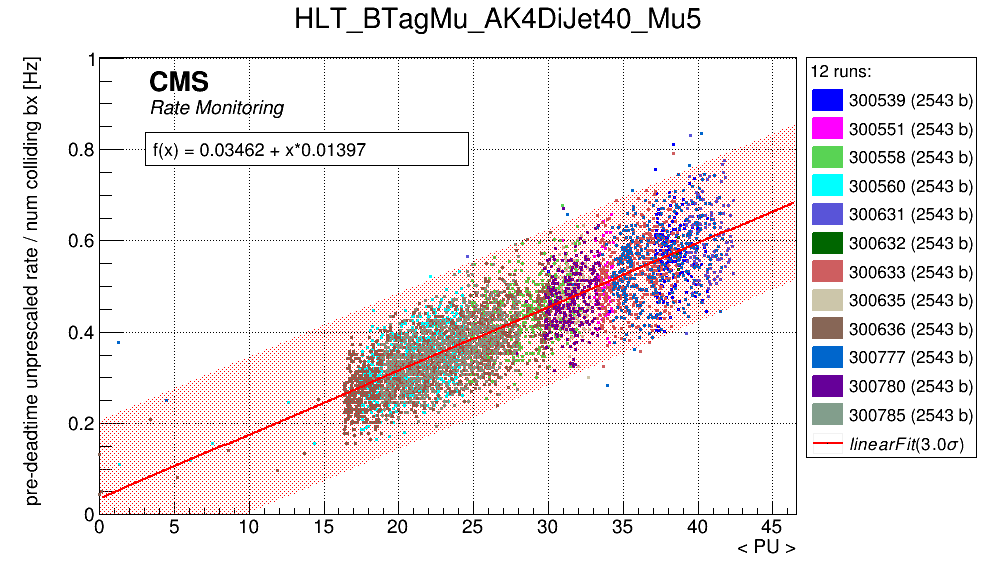 HLT_BTagMu_AK4DiJet40_Mu5
pre-deadtime unprescaled rate / num colliding bx [Hz]
1
0.8
0.6
0.4
0.2
0
CMS
Rate Monitoring
f(x) = 0.03462 + x*0.01397
0 5 10 15 20 25 30 35 40 45
< PU >
12 runs:
300539 (2543 b)
300551 (2543 b)
300558 (2543 b)
300560 (2543 b)
300631 (2543 b)
300632 (2543 b)
300633 (2543 b)
300635 (2543 b)
300636 (2543 b)
300777 (2543 b)
300780 (2543 b)
300785 (2543 b)
linearFit(3.0σ)